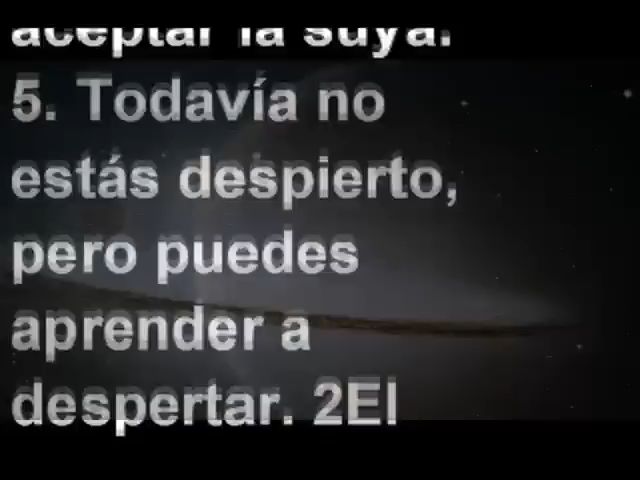 aceptar la suya.
5. Todavía no
estás despierto,
pero puedes
aprender a
despertar. 2El